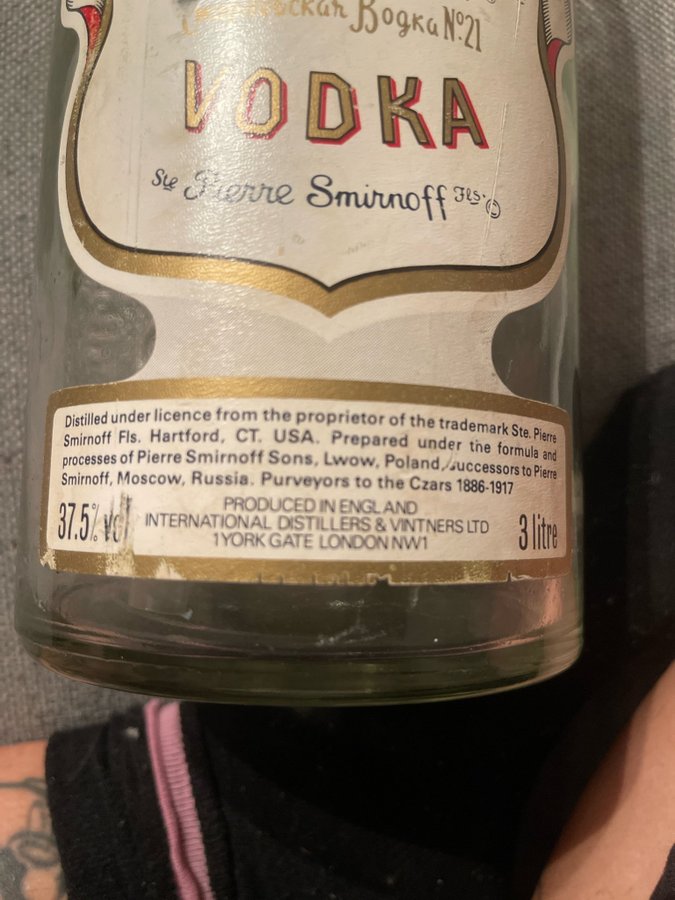 Водка №21
VODKA
Ste Pierre Smirnoff Fls. ©
Distilled under licence from the proprietor of the trademark Ste. Pierre
Smirnoff Fls. Hartford, CT. USA. Prepared under the formula and
processes of Pierre Smirnoff Sons, Lwow, Poland, successors to Pierre
Smirnoff, Moscow, Russia. Purveyors to the Czars 1886-1917
PRODUCED IN ENGLAND
37.5% vol INTERNATIONAL DISTILLERS & VINTNERS LTD 3 litre
1 YORK GATE LONDON NW1